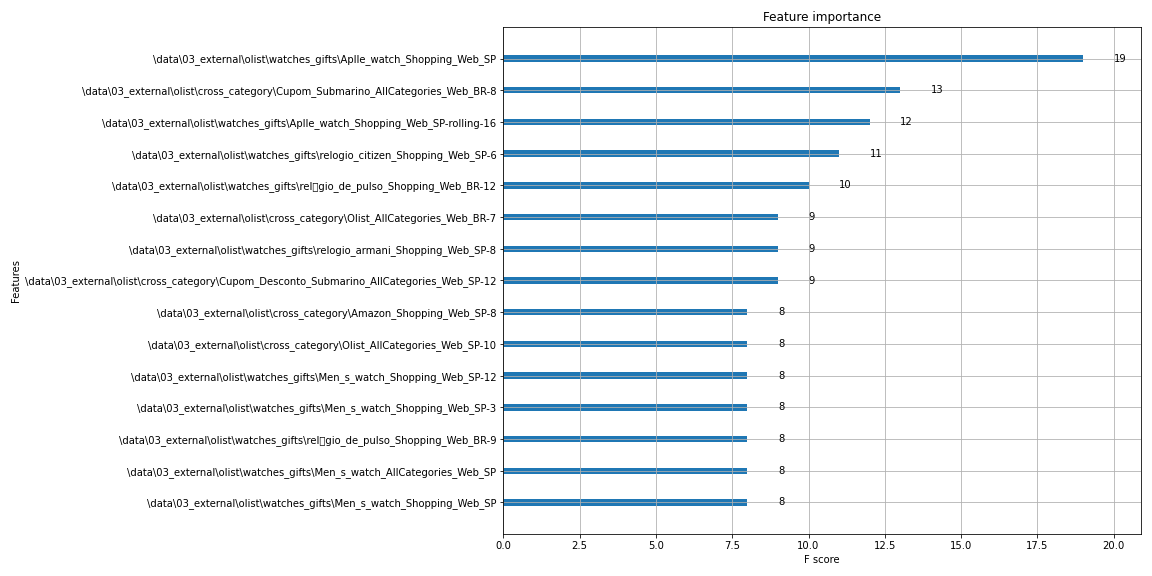 Feature importance
\data\03_external\olist\watches_gifts\Aplle_watch_Shopping_Web_SP 19
\data\03_external\olist\cross_category\Cupom_Submarino_AllCategories_Web_BR-8 13
\data\03_external\olist\watches_gifts\Aplle_watch_Shopping_Web_SP-rolling-16 12
\data\03_external\olist\watches_gifts\relogio_citizen_Shopping_Web_SP-6 11
\data\03_external\olist\watches_gifts\rel▯gio_de_pulso_Shopping_Web_BR-12 10
\data\03_external\olist\cross_category\Olist_AllCategories_Web_BR-7 9
\data\03_external\olist\watches_gifts\relogio_armani_Shopping_Web_SP-8 9
\data\03_external\olist\cross_category\Cupom_Desconto_Submarino_AllCategories_Web_SP-12 9
\data\03_external\olist\cross_category\Amazon_Shopping_Web_SP-8 8
\data\03_external\olist\cross_category\Olist_AllCategories_Web_SP-10 8
\data\03_external\olist\watches_gifts\Men_s_watch_Shopping_Web_SP-12 8
\data\03_external\olist\watches_gifts\Men_s_watch_Shopping_Web_SP-3 8
\data\03_external\olist\watches_gifts\rel▯gio_de_pulso_Shopping_Web_BR-9 8
\data\03_external\olist\watches_gifts\Men_s_watch_AllCategories_Web_SP 8
\data\03_external\olist\watches_gifts\Men_s_watch_Shopping_Web_SP 8
Features
0.0 2.5 5.0 7.5 10.0 12.5 15.0 17.5 20.0
F score